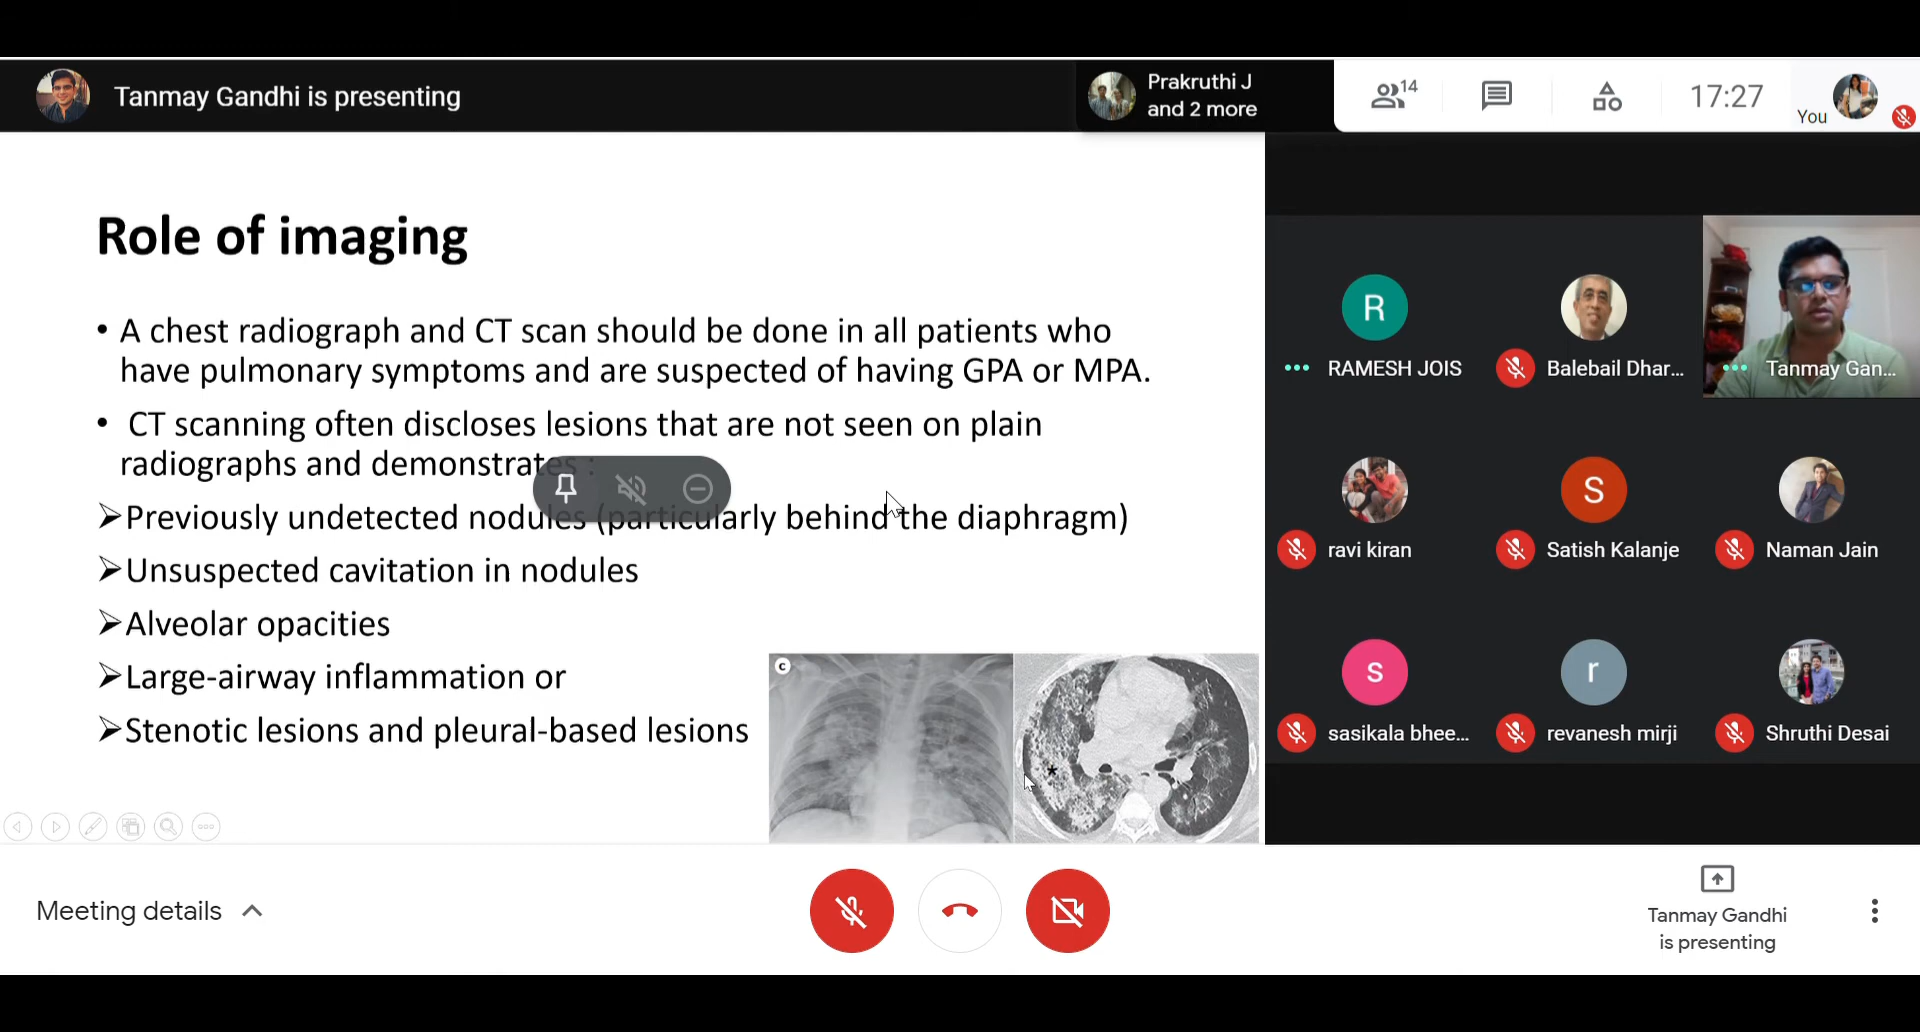 Tanmay Gandhi is presenting
Prakruthi J
and 2 more
14
17:27
You
Role of imaging
• A chest radiograph and CT scan should be done in all patients who
have pulmonary symptoms and are suspected of having GPA or MPA.
• CT scanning often discloses lesions that are not seen on plain
radiographs and demonstrates :
➢Previously undetected nodules (particularly behind the diaphragm)
➢Unsuspected cavitation in nodules
➢Alveolar opacities
➢Large-airway inflammation or
➢Stenotic lesions and pleural-based lesions
c
R
RAMESH JOIS
Balebail Dhar...
Tanmay Gan...
ravi kiran
S
Satish Kalanje
Naman Jain
s
sasikala bhee...
r
revanesh mirji
Shruthi Desai
Meeting details
Tanmay Gandhi
is presenting